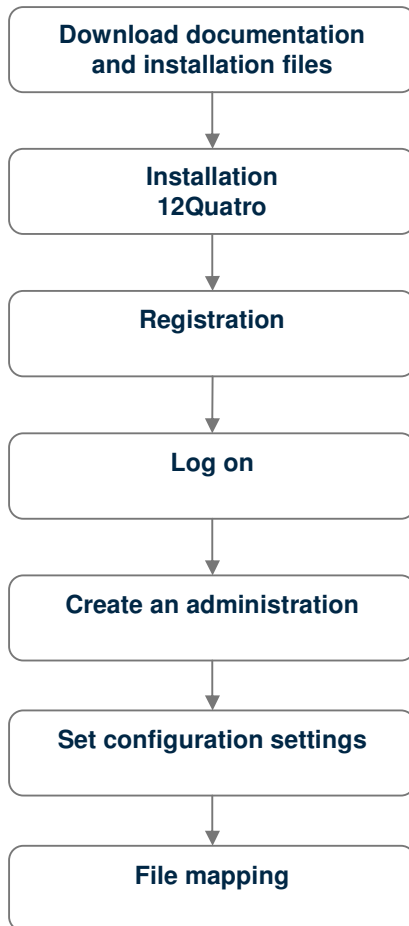 Download documentation
and installation files
Installation
12Quatro
Registration
Log on
Create an administration
Set configuration settings
File mapping